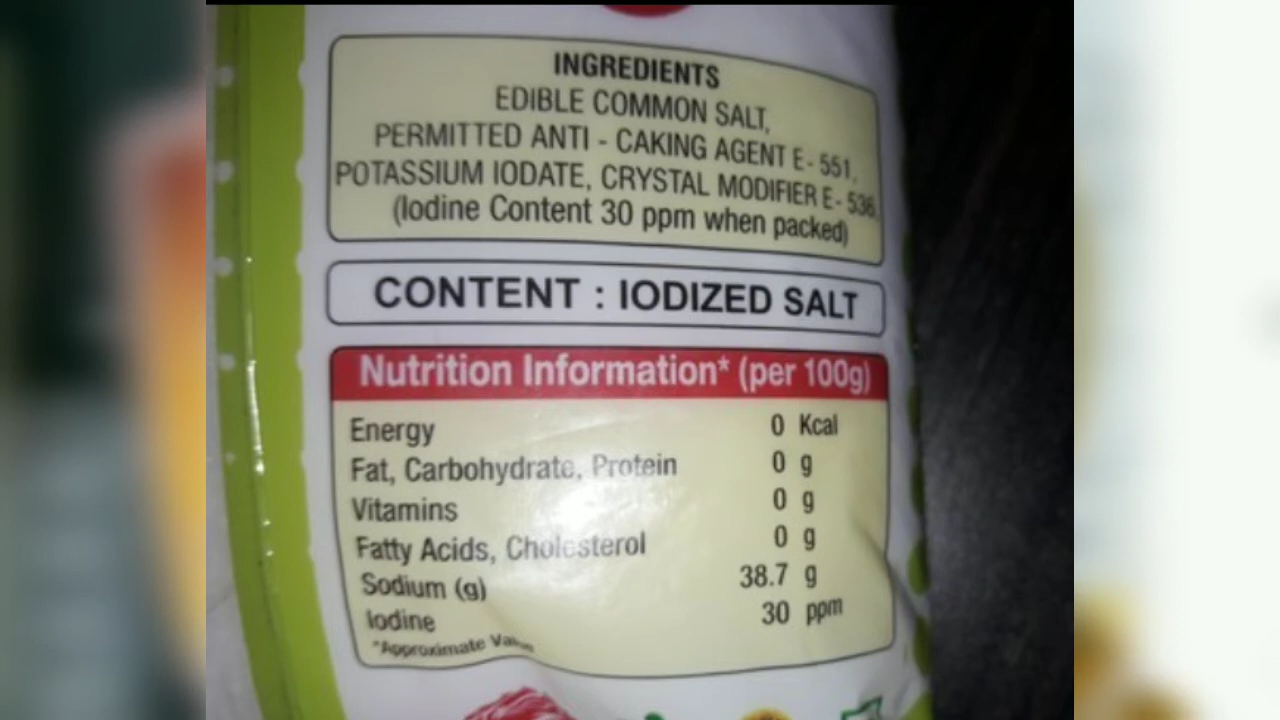 INGREDIENTS
EDIBLE COMMON SALT,
PERMITTED ANTI - CAKING AGENT E - 551,
POTASSIUM IODATE, CRYSTAL MODIFIER E - 536,
(Iodine Content 30 ppm when packed)
CONTENT : IODIZED SALT
Nutrition Information* (per 100g)
Energy 0 Kcal
Fat, Carbohydrate, Protein 0 g
Vitamins 0 g
Fatty Acids, Cholesterol 0 g
Sodium (g) 38.7 g
Iodine 30 ppm
*Approximate